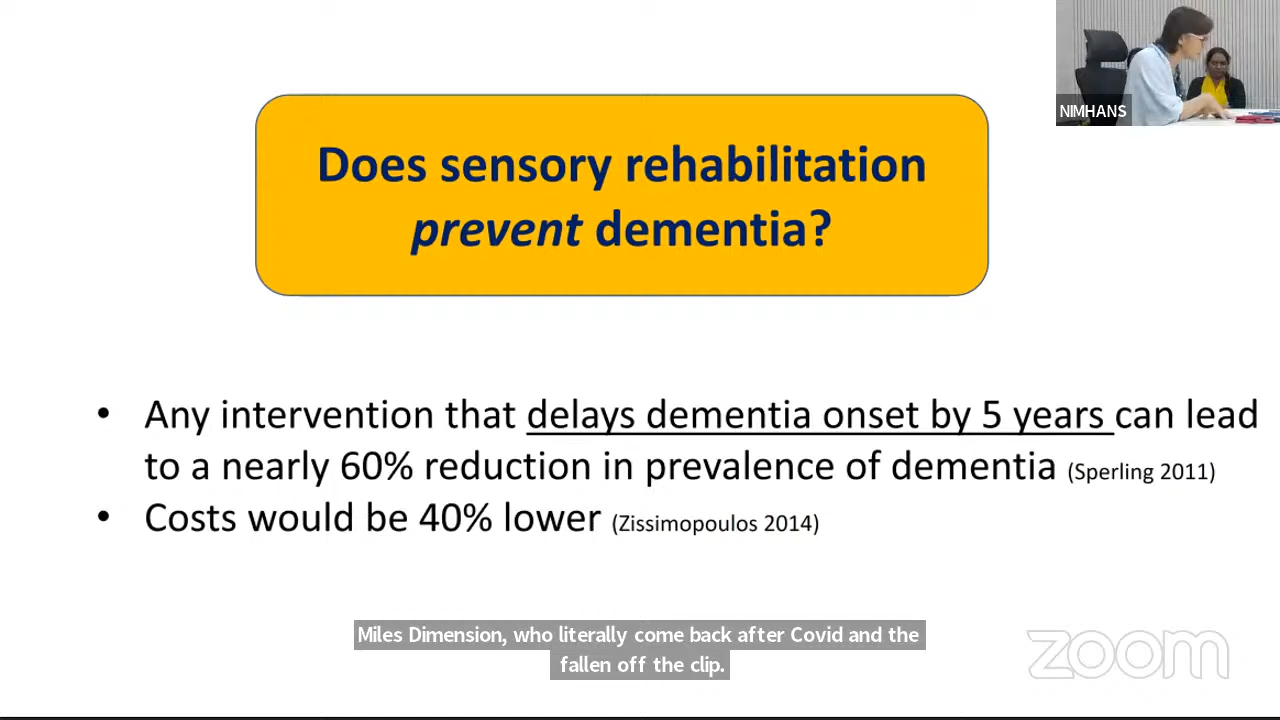 NIMHANS
Does sensory rehabilitation
prevent dementia?
• Any intervention that delays dementia onset by 5 years can lead
to a nearly 60% reduction in prevalence of dementia (Sperling 2011)
• Costs would be 40% lower (Zissimopoulos 2014)
Miles Dimension, who literally come back after Covid and the
fallen off the clip.
zoom